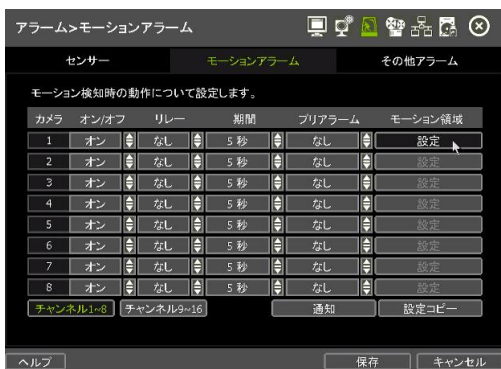 アラーム>モーションアラーム
センサー モーションアラーム その他アラーム
モーション検知時の動作について設定します。
カメラ オン/オフ リレー 期間 プリアラーム モーション領域
1 オン なし 5 秒 なし 設定
2 オン なし 5 秒 なし 設定
3 オン なし 5 秒 なし 設定
4 オン なし 5 秒 なし 設定
5 オン なし 5 秒 なし 設定
6 オン なし 5 秒 なし 設定
7 オン なし 5 秒 なし 設定
8 オン なし 5 秒 なし 設定
チャンネル1~8 チャンネル9~16 通知 設定コピー
ヘルプ 保存 キャンセル